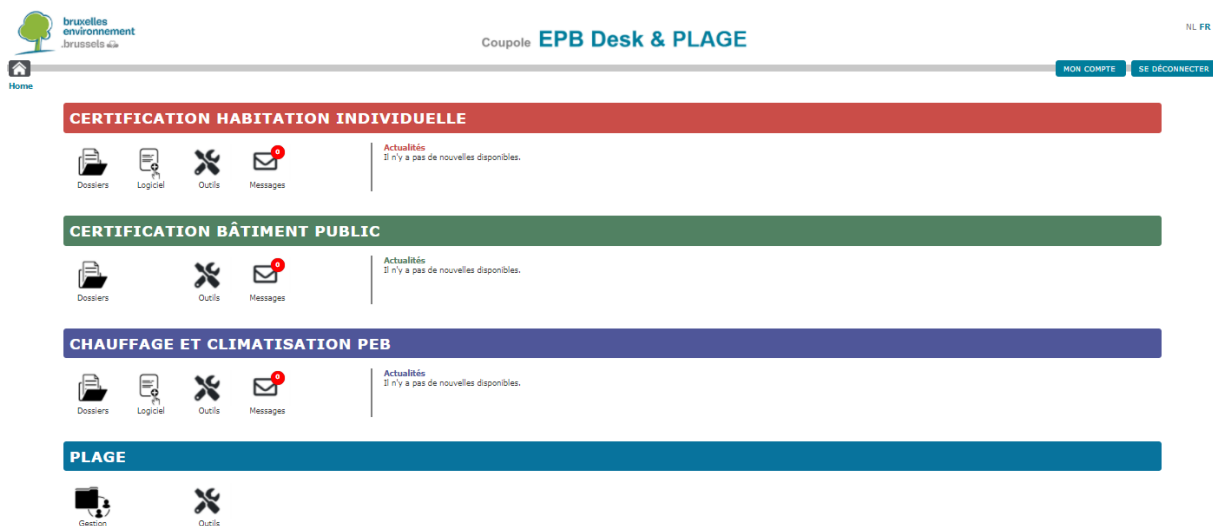 bruxelles
environnement
.brussels
NL FR
Coupole EPB Desk & PLAGE
MON COMPTE SE DÉCONNECTER
Home
CERTIFICATION HABITATION INDIVIDUELLE
Actualités
Il n'y a pas de nouvelles disponibles.
0
Dossiers Logiciel Outils Messages
CERTIFICATION BÂTIMENT PUBLIC
Actualités
Il n'y a pas de nouvelles disponibles.
0
Dossiers Outils Messages
CHAUFFAGE ET CLIMATISATION PEB
Actualités
Il n'y a pas de nouvelles disponibles.
0
Dossiers Logiciel Outils Messages
PLAGE
Gestion Outils